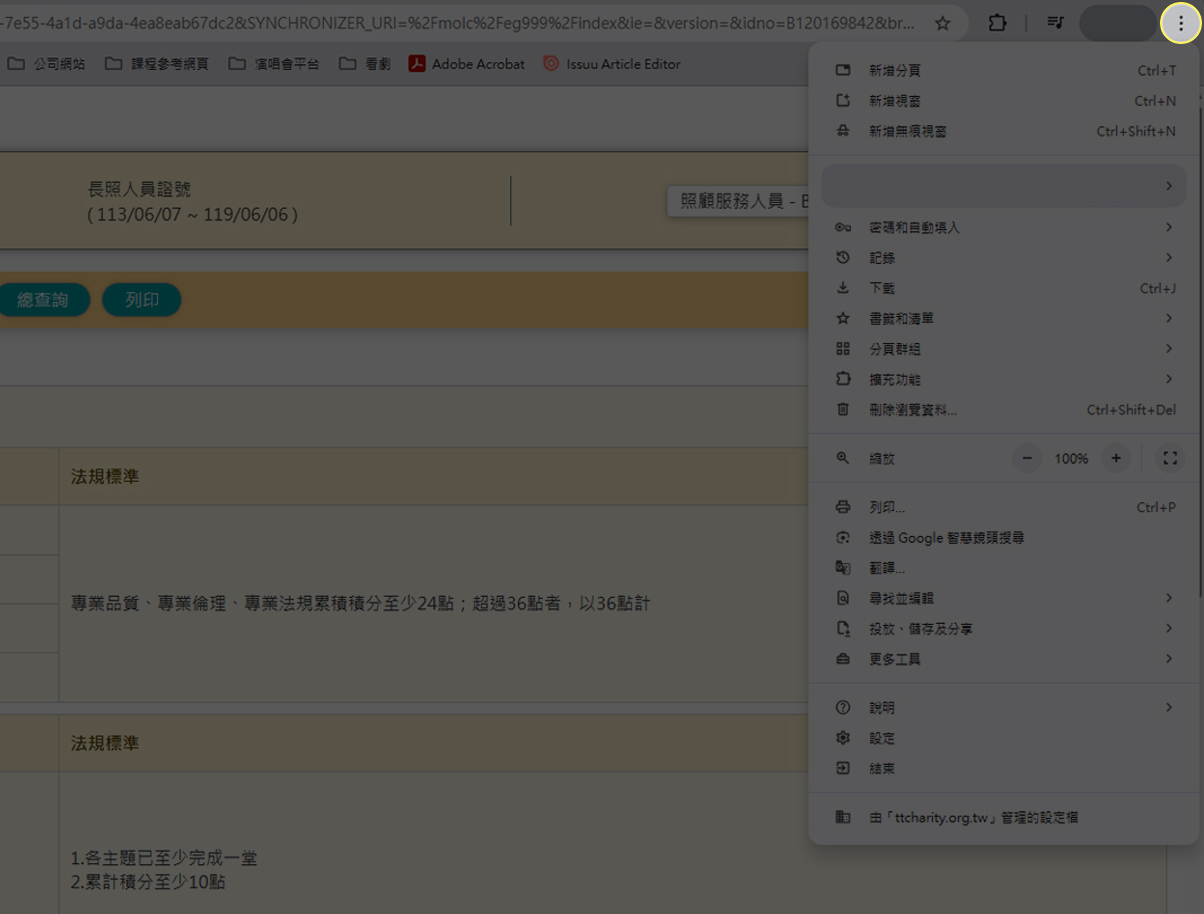 -7e55-4a1d-a9da-4ea8eab67dc2&SYNCHRONIZER_URI=%2Fmolc%2Feg999%2Findex&ie=&version=&idno=B120169842&br...
公司網站 課程參考網頁 演唱會平台 看劇 Adobe Acrobat Issuu Article Editor
長照人員證號
( 113/06/07 ~ 119/06/06 )
照顧服務人員 - B
總查詢 列印
法規標準
專業品質、專業倫理、專業法規累積積分至少24點；超過36點者，以36點計
法規標準
1.各主題已至少完成一堂
2.累計積分至少10點
新增分頁 Ctrl+T
新增視窗 Ctrl+N
新增無痕視窗 Ctrl+Shift+N
密碼和自動填入
記錄
下載 Ctrl+J
書籤和清單
分頁群組
擴充功能
刪除瀏覽資料... Ctrl+Shift+Del
縮放 − 100% +
列印... Ctrl+P
透過 Google 智慧鏡頭搜尋
翻譯...
尋找並編輯
投放、儲存及分享
更多工具
說明
設定
結束
由「ttcharity.org.tw」管理的設定檔